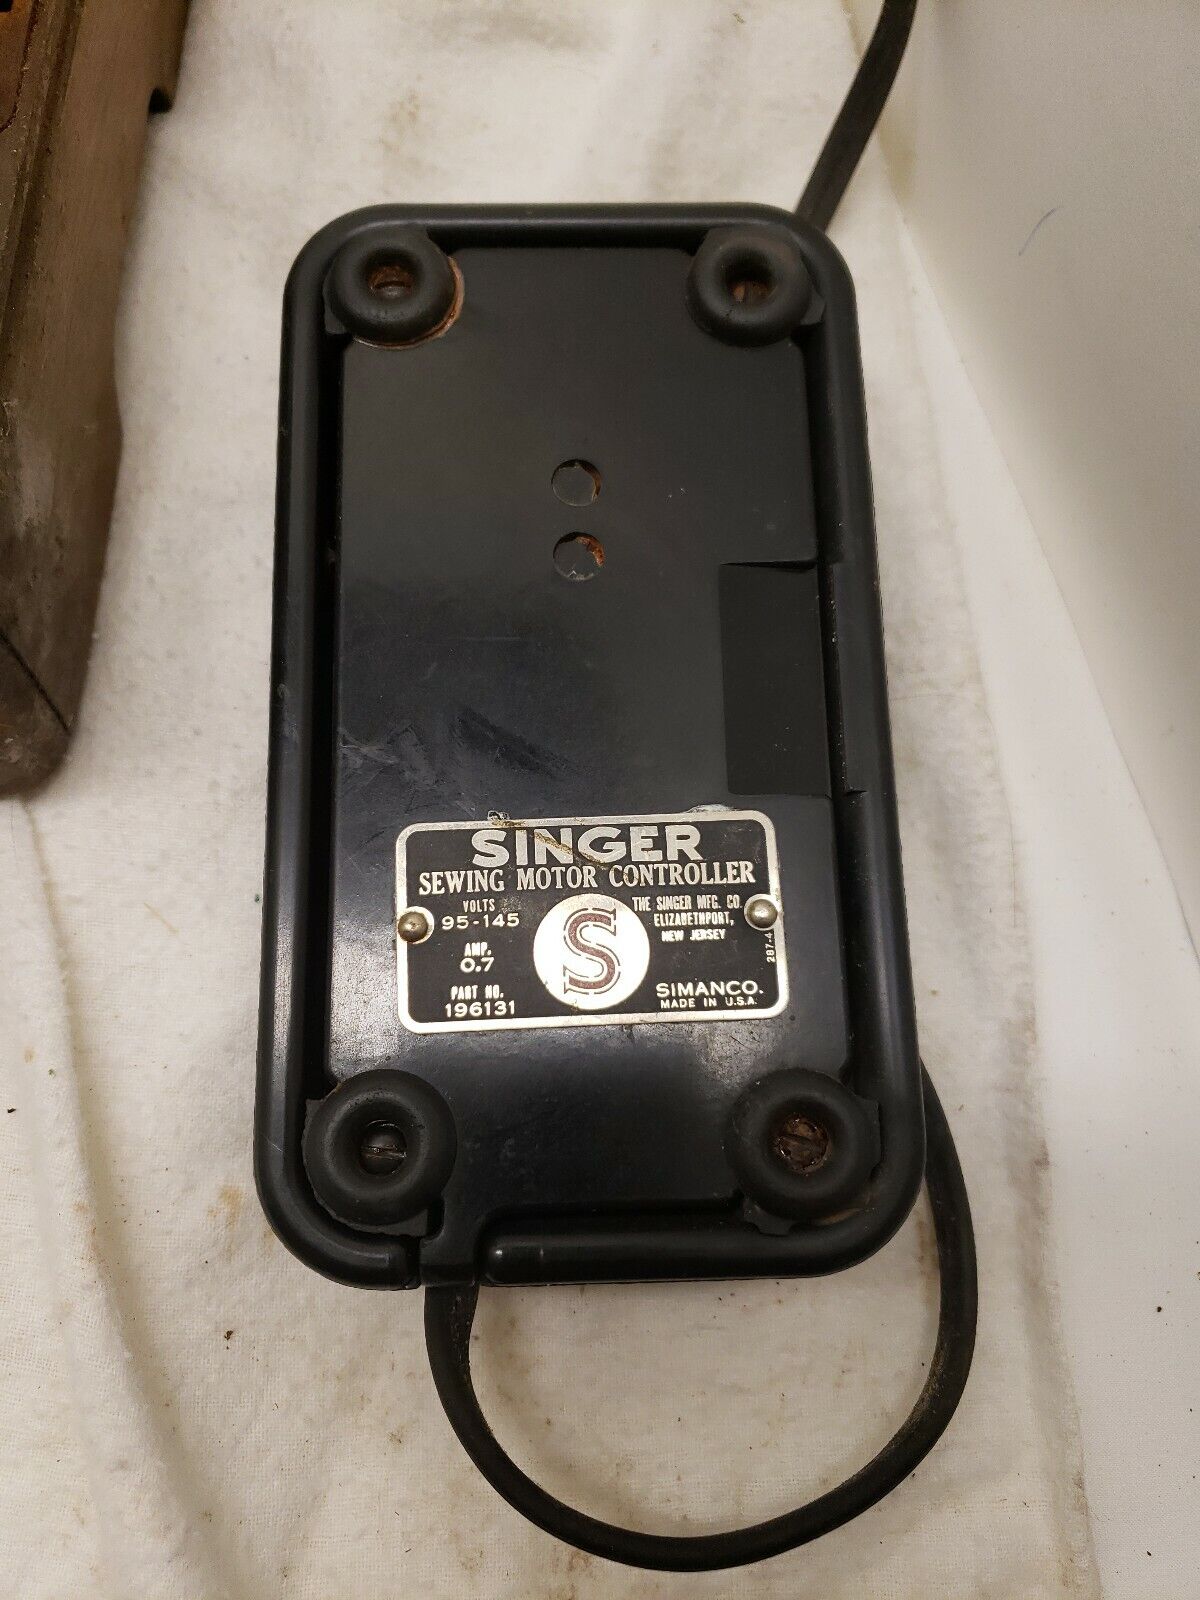 SINGER
SEWING MOTOR CONTROLLER
VOLTS
95-145
AMP.
0.7
PART NO.
196131
S
THE SINGER MFG. CO.
ELIZABETHPORT,
NEW JERSEY
SIMANCO.
MADE IN U.S.A.
287-4